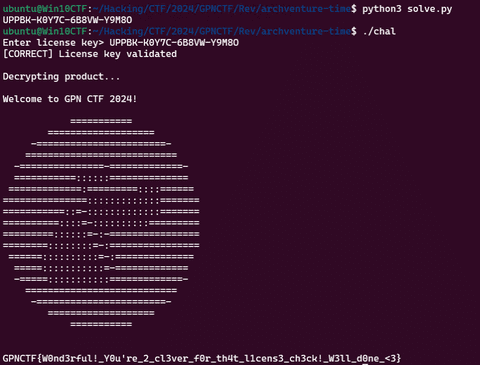 ubuntu@Win10CTF:~/Hacking/CTF/2024/GPNCTF/Rev/archventure-time$ python3 solve.py
UPPBK-K0Y7C-6B8VW-Y9M8O
ubuntu@Win10CTF:~/Hacking/CTF/2024/GPNCTF/Rev/archventure-time$ ./chal
Enter license key> UPPBK-K0Y7C-6B8VW-Y9M8O
[CORRECT] License key validated
Decrypting product...
Welcome to GPN CTF 2024!
           ===========
       ===================
    -=======================-
   ===========================
 -===============-=============-
 ===========::::::==============
=============:=========::::======
===============:::::::::::::=======
===========::=-:::::::::::::=======
==========::::=-::::::::::=========
=========::::::=-:-================
========::::::::=-:================
 ======::::::::::=-:==============
  =====:::::::::::=-=============
  -=====:::::::::::=============-
   ===========================
    -=======================-
       ===================
           ===========
GPNCTF{W0nd3rful!_Y0u're_2_cl3ver_f0r_th4t_l1cens3_ch3ck!_W3ll_d0ne_<3}